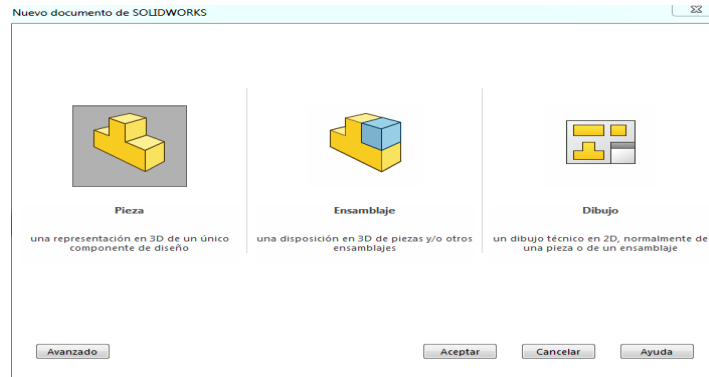 Nuevo documento de SOLIDWORKS
Pieza
una representación en 3D de un único
componente de diseño
Ensamblaje
una disposición en 3D de piezas y/o otros
ensamblajes
Dibujo
un dibujo técnico en 2D, normalmente de
una pieza o de un ensamblaje
Avanzado
Aceptar
Cancelar
Ayuda